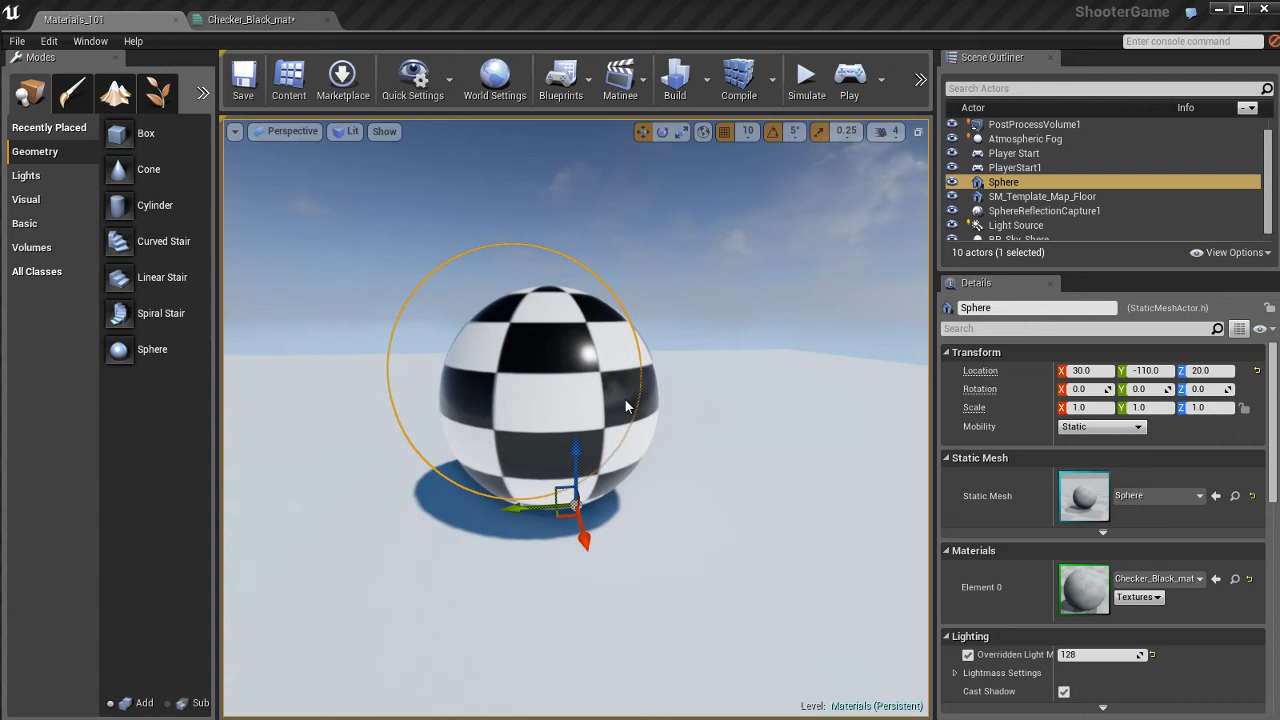 Materials_101
Checker_Black_mat*
ShooterGame
File Edit Window Help
Enter console command
Modes
Save
Content
Marketplace
Quick Settings
World Settings
Blueprints
Matinee
Build
Compile
Simulate
Play
Recently Placed
Geometry
Lights
Visual
Basic
Volumes
All Classes
Box
Cone
Cylinder
Curved Stair
Linear Stair
Spiral Stair
Sphere
Add
Sub
Perspective
Lit
Show
10
5°
0.25
4
Level: Materials (Persistent)
Scene Outliner
Search Actors
Actor Info
PostProcessVolume1
Atmospheric Fog
Player Start
PlayerStart1
Sphere
SM_Template_Map_Floor
SphereReflectionCapture1
Light Source
BP_Sky_Sphere
10 actors (1 selected)
View Options
Details
Sphere
(StaticMeshActor.h)
Search
Transform
Location X 30.0 Y -110.0 Z 20.0
Rotation X 0.0 Y 0.0 Z 0.0
Scale X 1.0 Y 1.0 Z 1.0
Mobility Static
Static Mesh
Static Mesh Sphere
Materials
Element 0 Checker_Black_mat
Textures
Lighting
Overridden Light M 128
Lightmass Settings
Cast Shadow